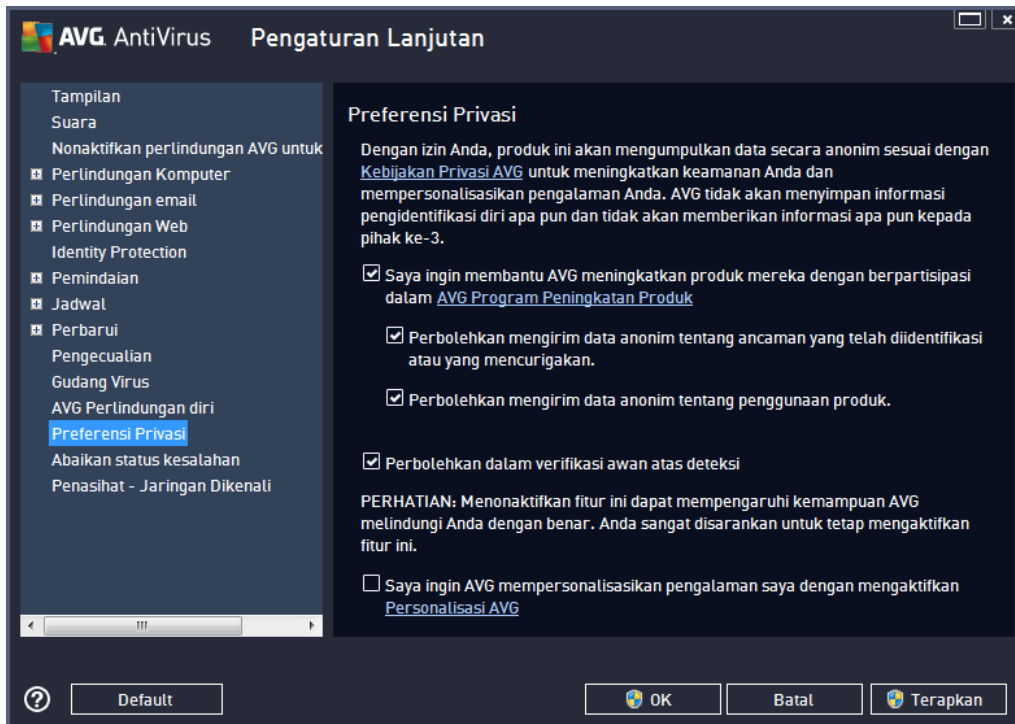 AVG AntiVirus Pengaturan Lanjutan
Tampilan
Suara
Nonaktifkan perlindungan AVG untuk
Perlindungan Komputer
Perlindungan email
Perlindungan Web
Identity Protection
Pemindaian
Jadwal
Perbarui
Pengecualian
Gudang Virus
AVG Perlindungan diri
Preferensi Privasi
Abaikan status kesalahan
Penasihat - Jaringan Dikenali
Preferensi Privasi
Dengan izin Anda, produk ini akan mengumpulkan data secara anonim sesuai dengan
Kebijakan Privasi AVG untuk meningkatkan keamanan Anda dan
mempersonalisasikan pengalaman Anda. AVG tidak akan menyimpan informasi
pengidentifikasi diri apa pun dan tidak akan memberikan informasi apa pun kepada
pihak ke-3.
Saya ingin membantu AVG meningkatkan produk mereka dengan berpartisipasi
dalam AVG Program Peningkatan Produk
Perbolehkan mengirim data anonim tentang ancaman yang telah diidentifikasi
atau yang mencurigakan.
Perbolehkan mengirim data anonim tentang penggunaan produk.
Perbolehkan dalam verifikasi awan atas deteksi
PERHATIAN: Menonaktifkan fitur ini dapat mempengaruhi kemampuan AVG
melindungi Anda dengan benar. Anda sangat disarankan untuk tetap mengaktifkan
fitur ini.
Saya ingin AVG mempersonalisasikan pengalaman saya dengan mengaktifkan
Personalisasi AVG
Default
OK
Batal
Terapkan